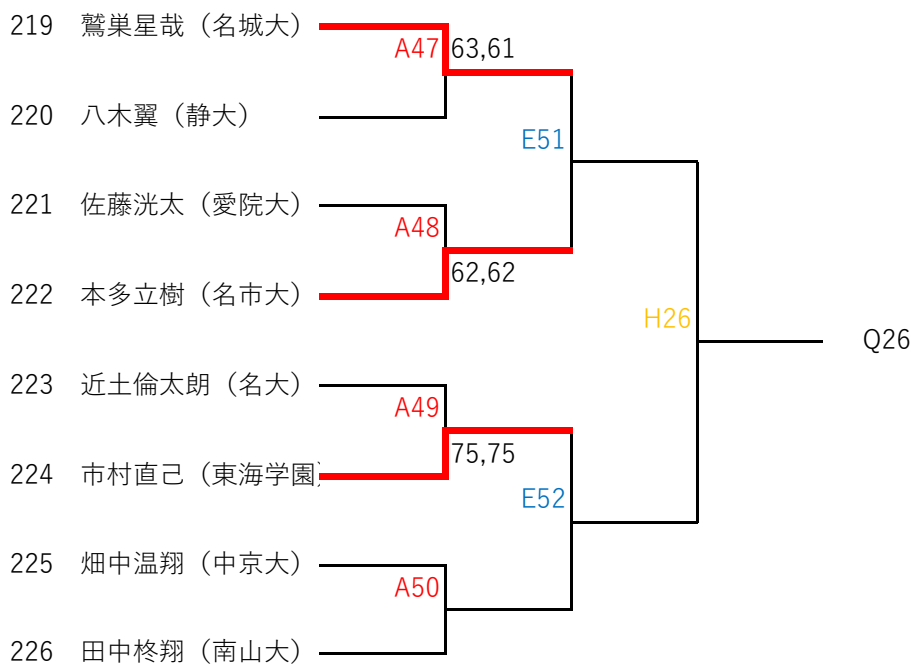 219 鷲巣星哉（名城大）
A47 63,61
220 八木翼（静大）
E51
221 佐藤洸太（愛院大）
A48
62,62
222 本多立樹（名市大）
H26
Q26
223 近土倫太朗（名大）
A49
75,75
224 市村直己（東海学園）
E52
225 畑中温翔（中京大）
A50
226 田中柊翔（南山大）